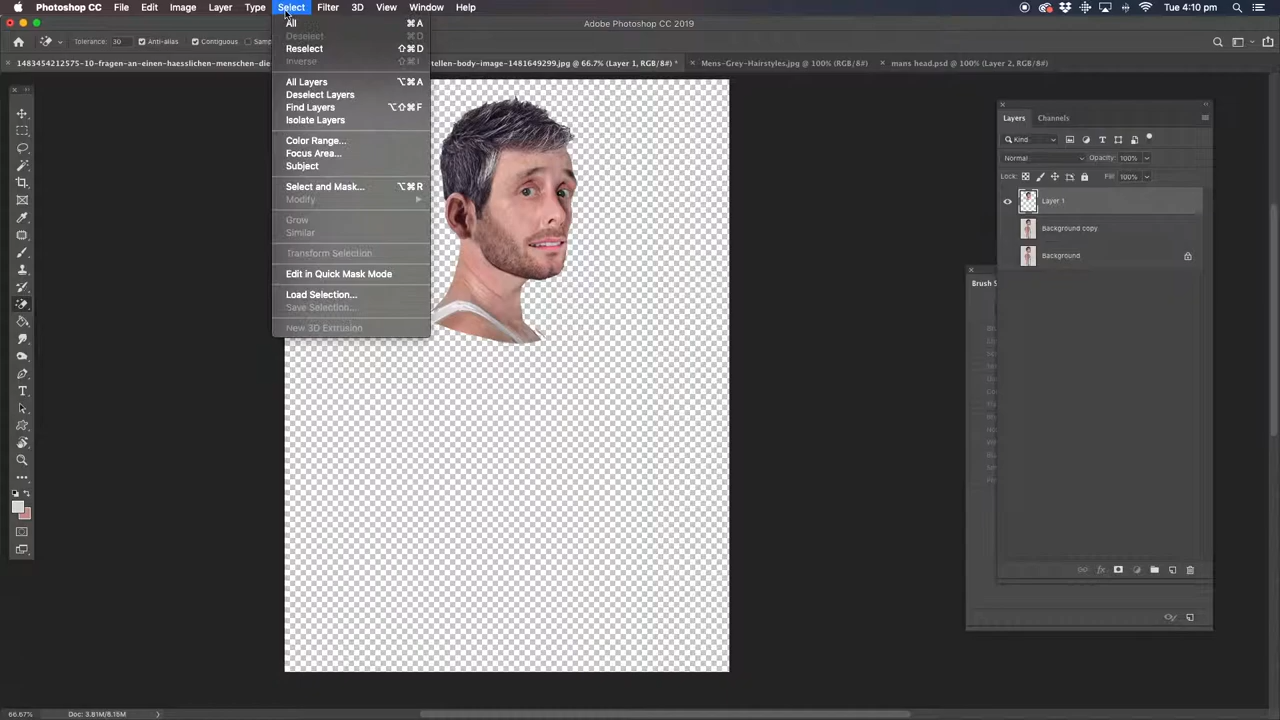 Photoshop CC File Edit Image Layer Type Select Filter 3D View Window Help Tue 4:10 pm
Adobe Photoshop CC 2019
Tolerance: 30 Anti-alias Contiguous
1483454212575-10-fragen-an-einen-haesslichen-menschen-die tellen-body-image-1481649299.jpg @ 66.7% (Layer 1, RGB/8#) * Mens-Grey-Hairstyles.jpg @ 100% (RGB/8#) mans head.psd @ 100% (Layer 2, RGB/8#)
All ⌘A
Deselect ⌘D
Reselect ⇧⌘D
Inverse ⇧⌘I
All Layers ⌥⌘A
Deselect Layers
Find Layers ⌥⇧⌘F
Isolate Layers
Color Range...
Focus Area...
Subject
Select and Mask... ⌥⌘R
Modify
Grow
Similar
Transform Selection
Edit in Quick Mask Mode
Load Selection...
Save Selection...
New 3D Extrusion
Layers Channels
Kind
Normal Opacity: 100%
Lock: Fill: 100%
Layer 1
Background copy
Background
Brush S
66.67% Doc: 3.81M/8.15M